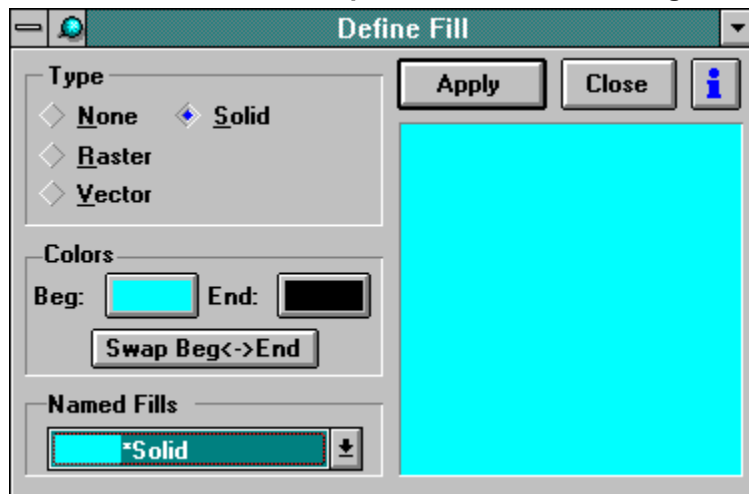 Define Fill
Type
None
Solid
Raster
Vector
Apply
Close
i
Colors
Beg:
End:
Swap Beg<->End
Named Fills
*Solid